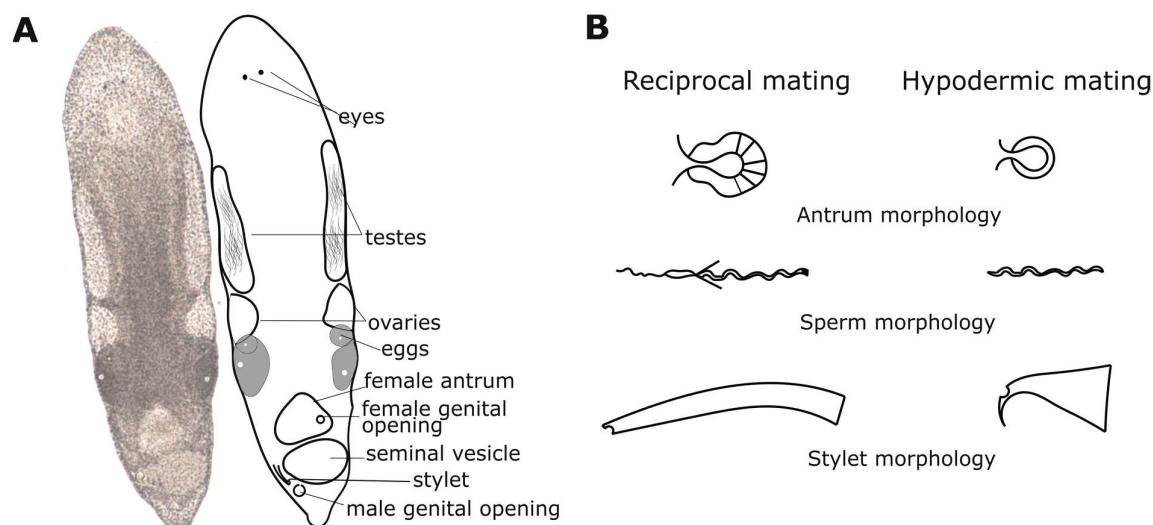 A
eyes
testes
ovaries
eggs
female antrum
female genital
opening
seminal vesicle
stylet
male genital opening
B
Reciprocal mating
Hypodermic mating
Antrum morphology
Sperm morphology
Stylet morphology